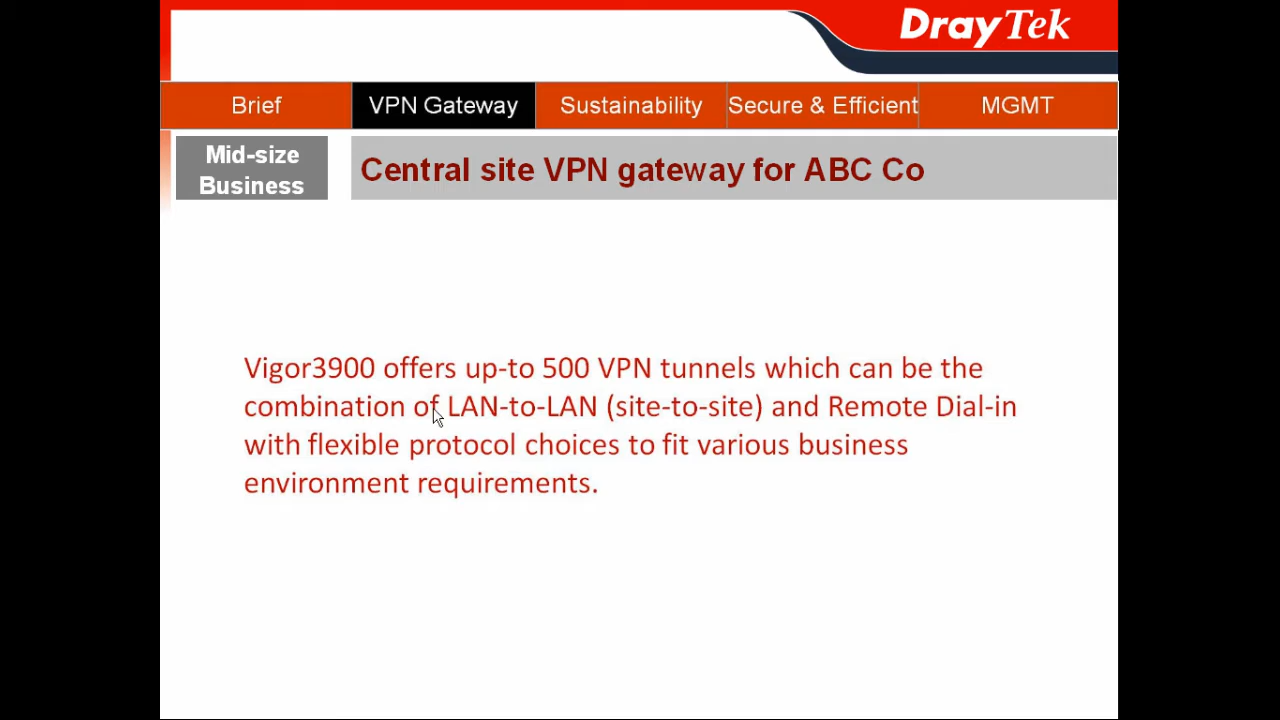 DrayTek
Brief
VPN Gateway
Sustainability
Secure & Efficient
MGMT
Mid-size
Business
Central site VPN gateway for ABC Co
Vigor3900 offers up-to 500 VPN tunnels which can be the
combination of LAN-to-LAN (site-to-site) and Remote Dial-in
with flexible protocol choices to fit various business
environment requirements.